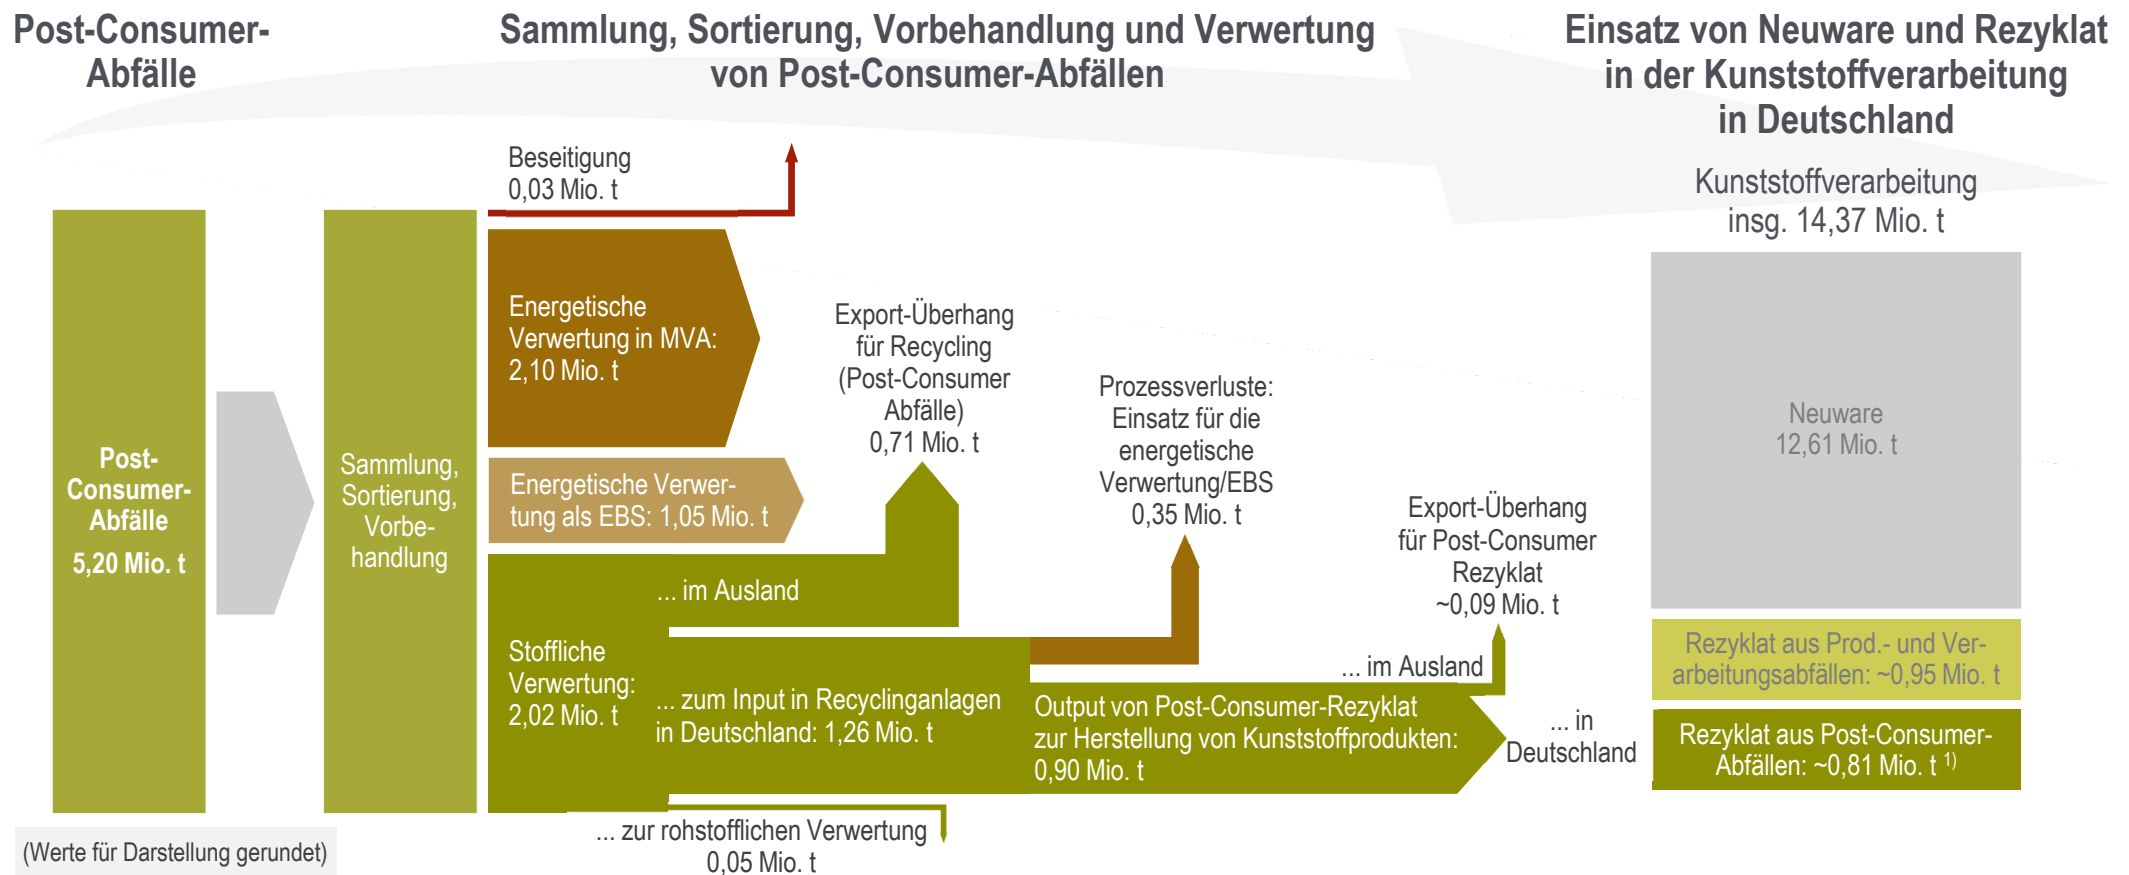 Post-Consumer-
Abfälle
Sammlung, Sortierung, Vorbehandlung und Verwertung
von Post-Consumer-Abfällen
Einsatz von Neuware und Rezyklat
in der Kunststoffverarbeitung
in Deutschland
Kunststoffverarbeitung
insg. 14,37 Mio. t
Post-
Consumer-
Abfälle
5,20 Mio. t
Sammlung,
Sortierung,
Vorbe-
handlung
Beseitigung
0,03 Mio. t
Energetische
Verwertung in MVA:
2,10 Mio. t
Energetische Verwer-
tung als EBS: 1,05 Mio. t
Stoffliche
Verwertung:
2,02 Mio. t
... im Ausland
Export-Überhang
für Recycling
(Post-Consumer
Abfälle)
0,71 Mio. t
... zum Input in Recyclinganlagen
in Deutschland: 1,26 Mio. t
... zur rohstofflichen Verwertung
0,05 Mio. t
Prozessverluste:
Einsatz für die
energetische
Verwertung/EBS
0,35 Mio. t
Output von Post-Consumer-Rezyklat
zur Herstellung von Kunststoffprodukten:
0,90 Mio. t
... im Ausland
Export-Überhang
für Post-Consumer
Rezyklat
~0,09 Mio. t
... in
Deutschland
Neuware
12,61 Mio. t
Rezyklat aus Prod.- und Ver-
arbeitungsabfällen: ~0,95 Mio. t
Rezyklat aus Post-Consumer-
Abfällen: ~0,81 Mio. t 1)
(Werte für Darstellung gerundet)